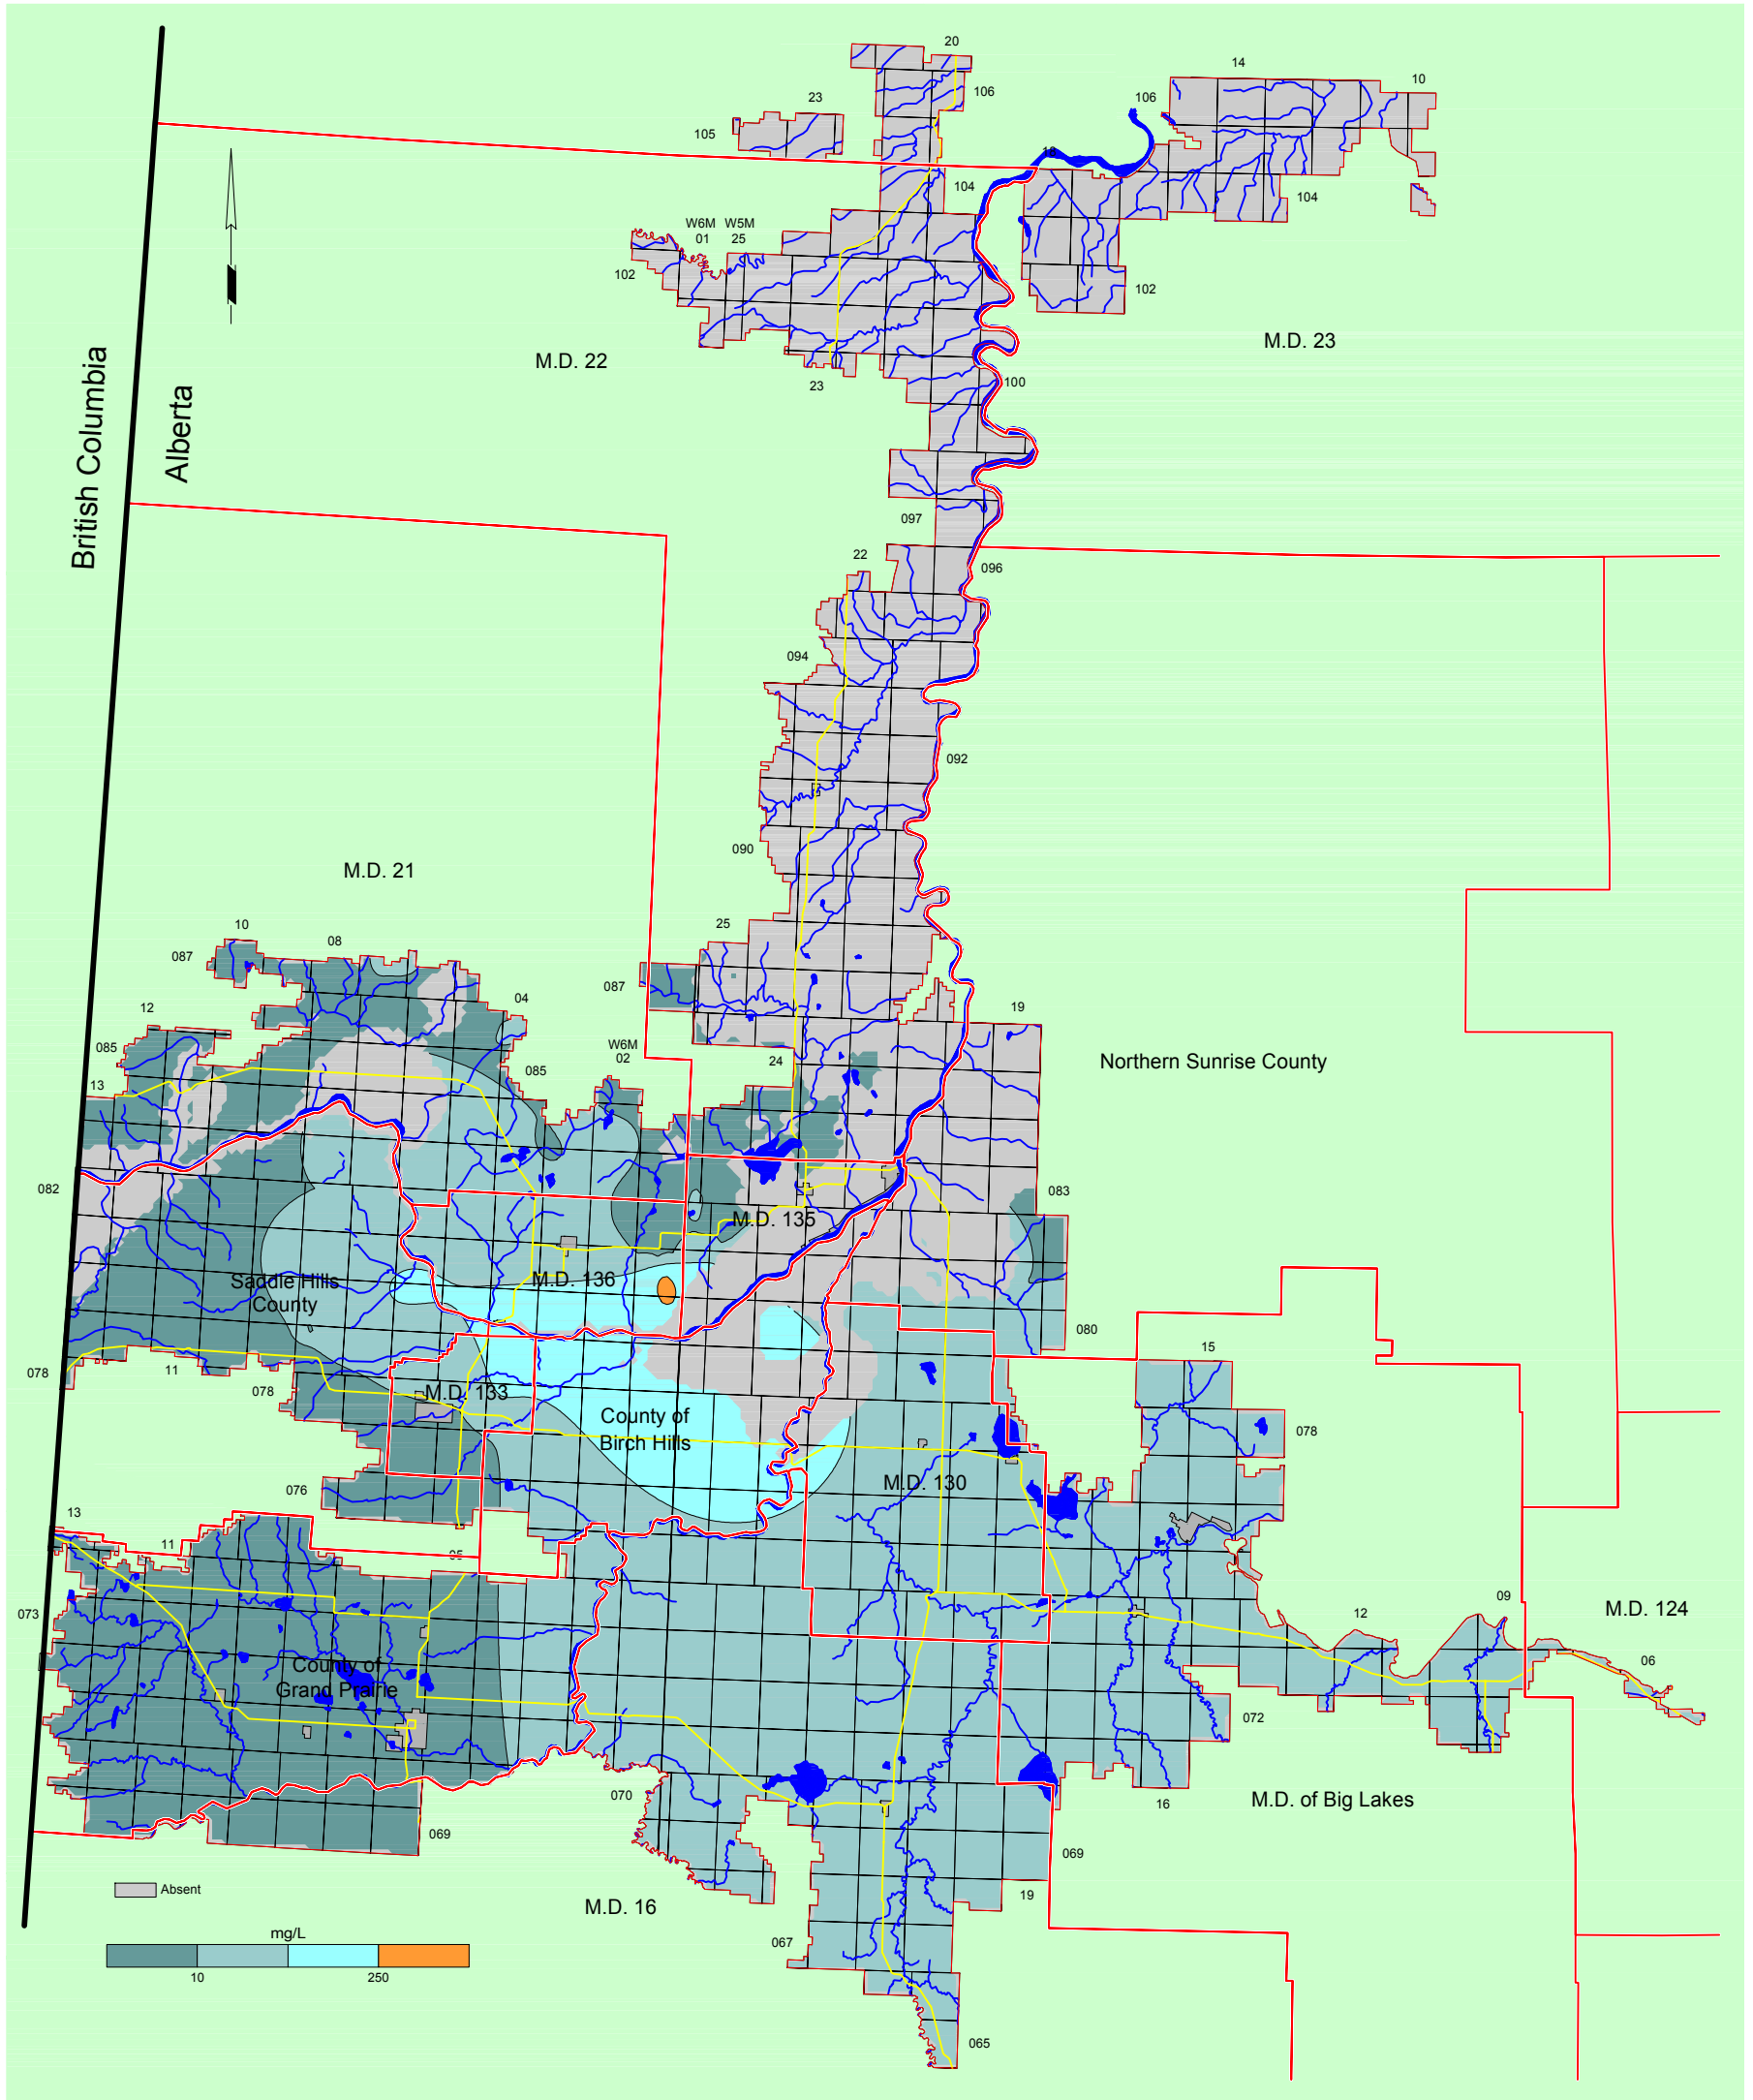 20
106
23
105
14
10
106
18
104
104
W6M W5M
01 25
102
102
M.D. 23
M.D. 22
23
100
British Columbia
Alberta
097
096
22
094
092
090
M.D. 21
25
10
08
087
087
04
12
19
085
W6M
02
24
085
Northern Sunrise County
13
082
083
M.D. 135
M.D. 136
Saddle Hills
County
080
15
078
11
078
M.D. 133
County of
Birch Hills
078
M.D. 130
076
13
11
05
073
12
09
M.D. 124
06
County of
Grand Prairie
072
070
16
M.D. of Big Lakes
069
069
Absent
19
M.D. 16
mg/L
067
10
250
065